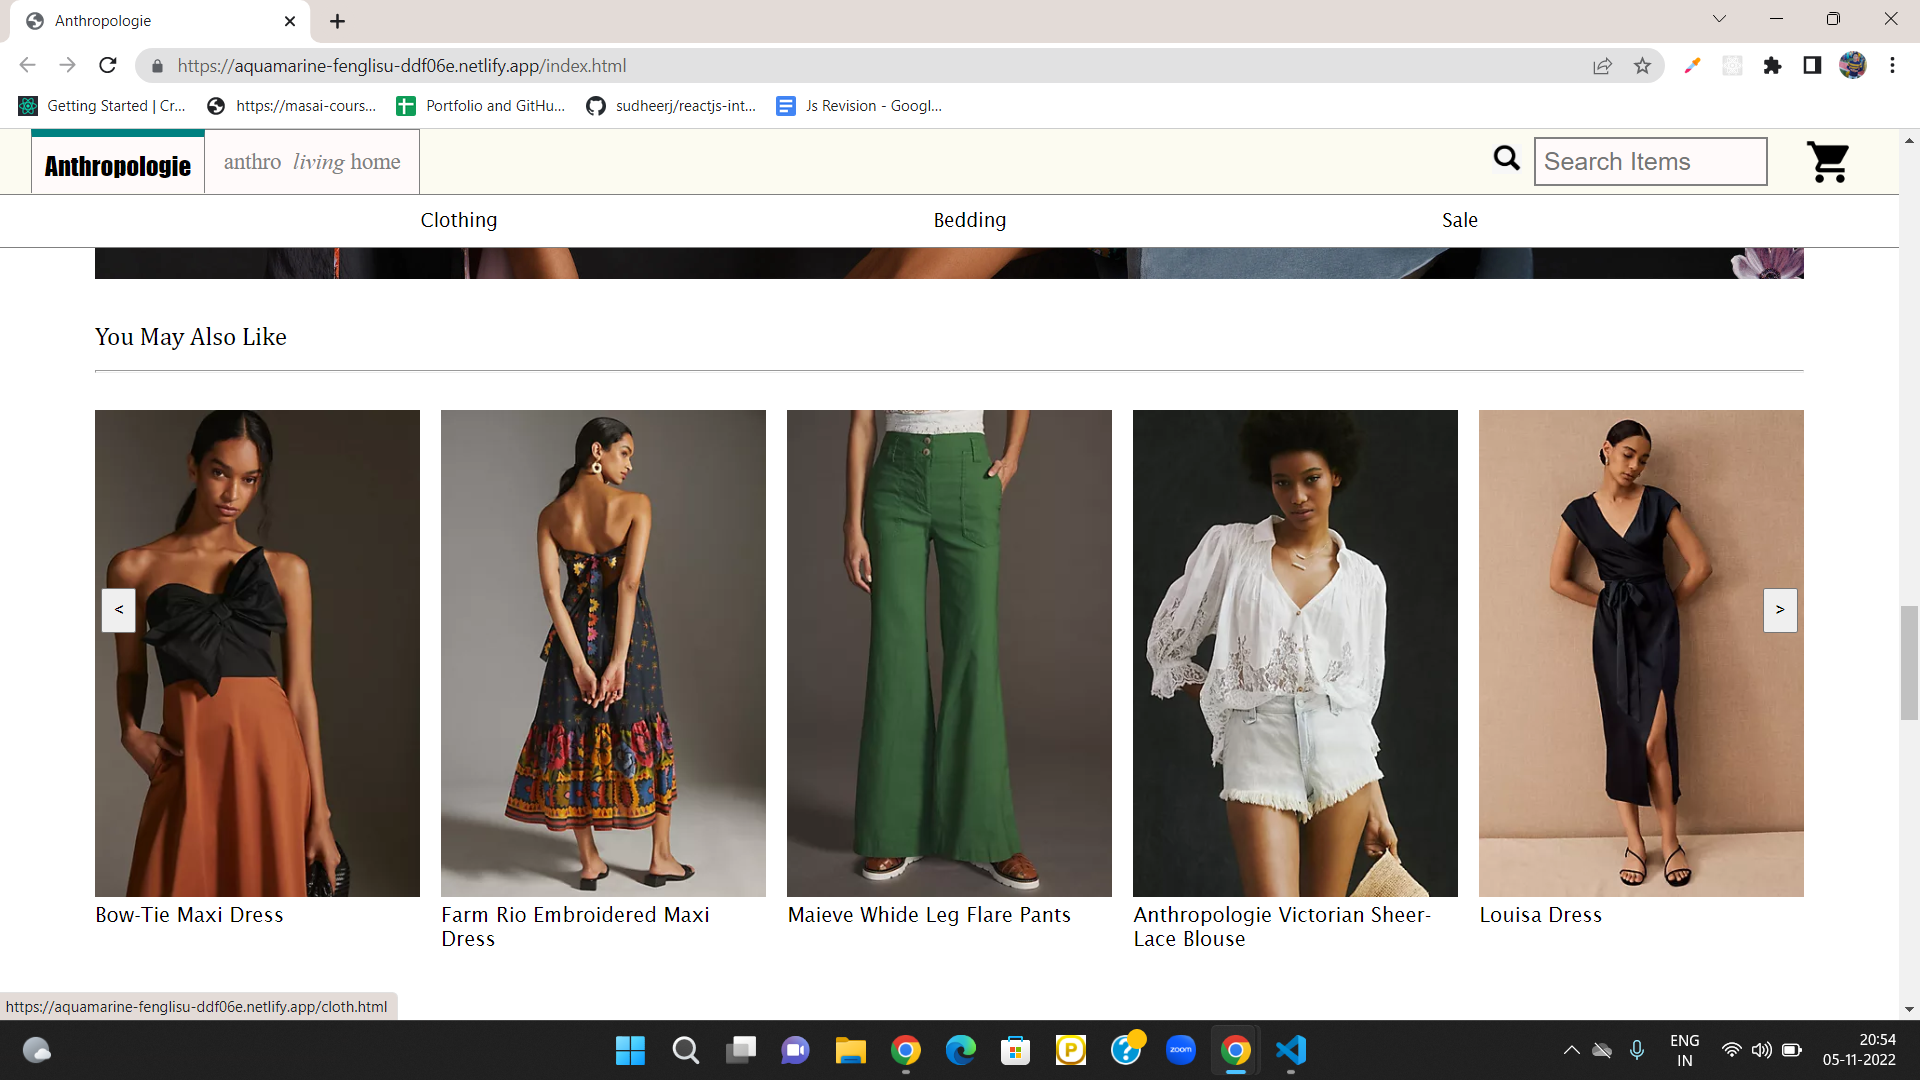 Anthropologie
https://aquamarine-fenglisu-ddf06e.netlify.app/index.html
Getting Started | Cr...
https://masai-cours...
Portfolio and GitHu...
sudheerj/reactjs-int...
Js Revision - Googl...
Anthropologie
anthro living home
Search Items
Clothing
Bedding
Sale
You May Also Like
<
>
Bow-Tie Maxi Dress
Farm Rio Embroidered Maxi
Dress
Maieve Whide Leg Flare Pants
Anthropologie Victorian Sheer-
Lace Blouse
Louisa Dress
https://aquamarine-fenglisu-ddf06e.netlify.app/cloth.html
P
?
zoom
ENG
IN
20:54
05-11-2022